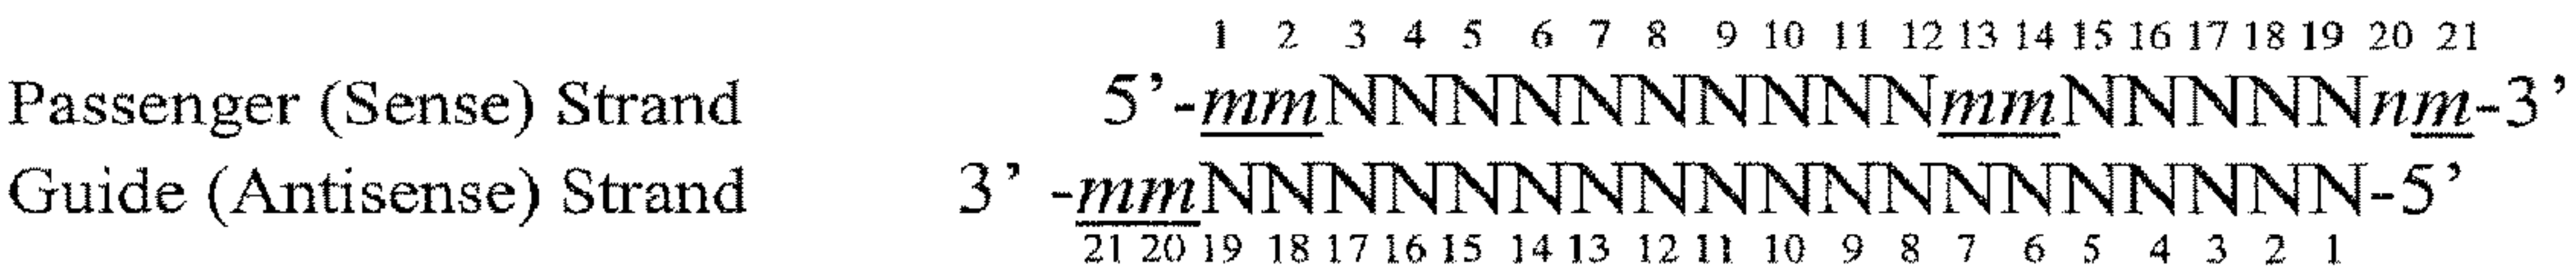 1 2 3 4 5 6 7 8 9 10 11 12 13 14 15 16 17 18 19 20 21
Passenger (Sense) Strand 5’-mmNNNNNNNNNNmmNNNNNnm-3’
Guide (Antisense) Strand 3’ -mmNNNNNNNNNNNNNNNNNNN-5’
21 20 19 18 17 16 15 14 13 12 11 10 9 8 7 6 5 4 3 2 1